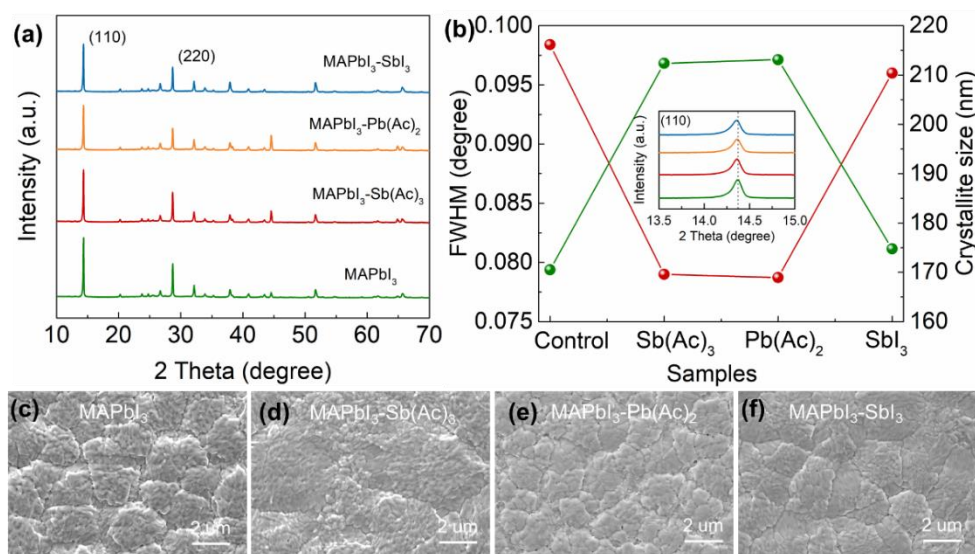 (a)
(110)
(220)
MAPbI₃-SbI₃
MAPbI₃-Pb(Ac)₂
MAPbI₃-Sb(Ac)₃
MAPbI₃
Intensity (a.u.)
10 20 30 40 50 60 70
2 Theta (degree)
(b)
FWHM (degree)
0.100
0.095
0.090
0.085
0.080
0.075
(110)
Intensity (a.u.)
13.5 14.0 14.5 15.0
2 Theta (degree)
220
210
200
190
180
170
160
Crystallite size (nm)
Control Sb(Ac)₃ Pb(Ac)₂ SbI₃
Samples
(c) MAPbI₃
2 um
(d) MAPbI₃-Sb(Ac)₃
2 um
(e) MAPbI₃-Pb(Ac)₂
2 um
(f) MAPbI₃-SbI₃
2 um